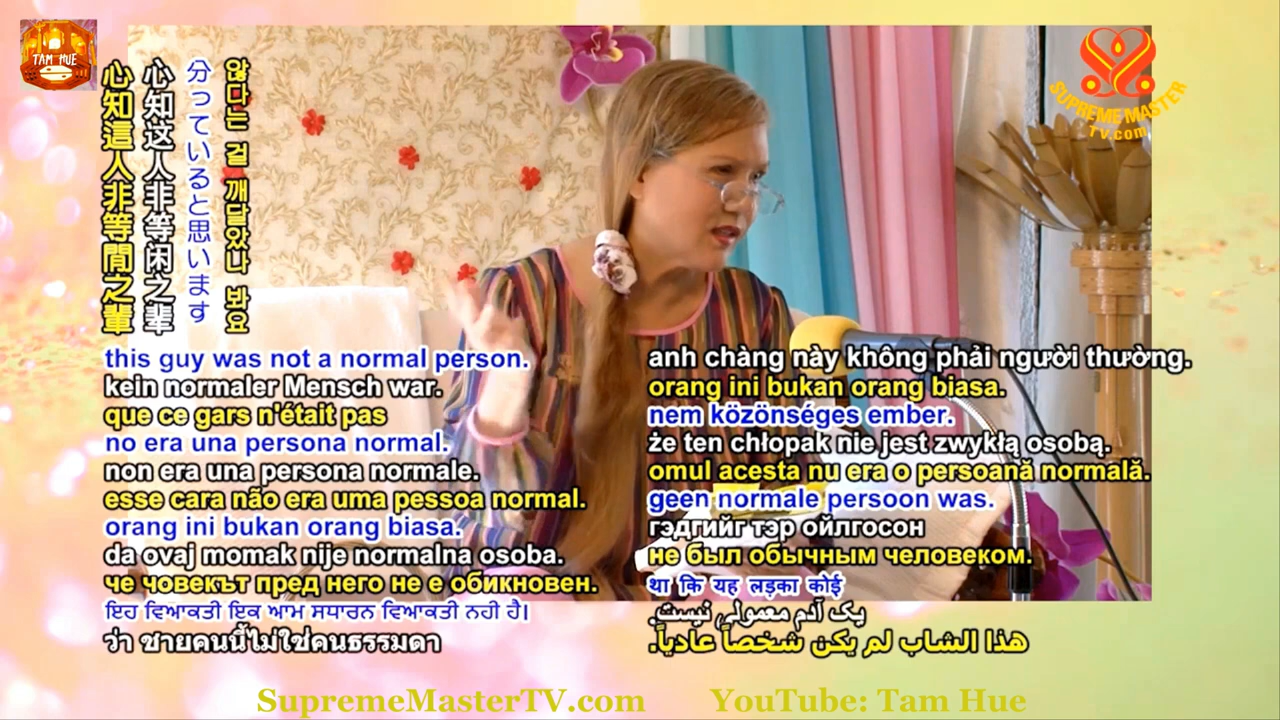 TAM HUE
SUPREME MASTER
TV.com
心知這人非等閒之輩
心知这人非等闲之辈
分っていると思います
않다는 걸 깨달았나 봐요
this guy was not a normal person.
kein normaler Mensch war.
que ce gars n'était pas
no era una persona normal.
non era una persona normale.
esse cara não era uma pessoa normal.
orang ini bukan orang biasa.
da ovaj momak nije normalna osoba.
че човекът пред него не е обикновен.
ਇਹ ਵਿਆਕਤੀ ਇਕ ਆਮ ਸਧਾਰਨ ਵਿਆਕਤੀ ਨਹੀ ਹੈ।
ว่า ชายคนนี้ไม่ใช่คนธรรมดา
anh chàng này không phải người thường.
orang ini bukan orang biasa.
nem közönséges ember.
że ten chłopak nie jest zwykłą osobą.
omul acesta nu era o persoană normală.
geen normale persoon was.
гэдгийг тэр ойлгосон
не был обычным человеком.
था कि यह लड़का कोई
یک آدم معمولی نیست.
هذا الشاب لم يكن شخصاً عادياً.
SupremeMasterTV.com
YouTube: Tam Hue